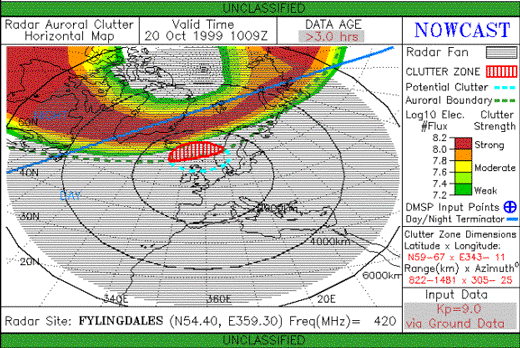 UNCLASSIFIED
Radar Auroral Clutter
Horizontal Map
Valid Time
20 Oct 1999 1009Z
DATA AGE
>3.0 hrs
NOWCAST
Radar Fan
CLUTTER ZONE
Potential Clutter
Auroral Boundary
Log10 Elec. Clutter
#Flux Strength
8.2 Strong
8.0
7.8 Moderate
7.6
7.4
7.2 Weak
DMSP Input Points
Day/Night Terminator
50N
40N
DAY
30N
20N
340E
360E
20E
4000km
6000km
Clutter Zone Dimensions
Latitude x Longitude:
N59-67 x E343- 11
Range(km) x Azimuth°
822-1481 x 305- 25
Input Data
Kp=9.0
via Ground Data
Radar Site: FYLINGDALES (N54.40, E359.30) Freq(MHz)= 420
UNCLASSIFIED